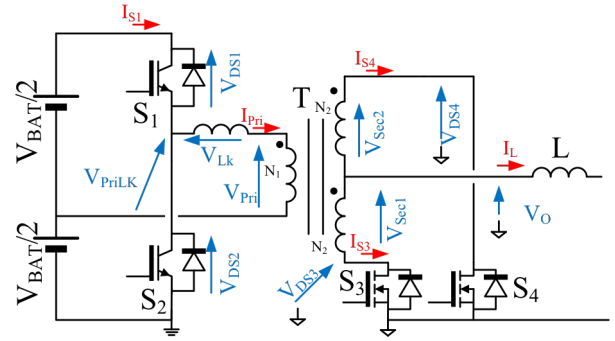 I_S1
V_BAT/2
S_1
V_DS1
I_Pri
V_Lk
V_PriLK
V_Pri
N_1
T
N_2
V_Sec2
I_S4
V_DS4
I_L
L
V_O
V_BAT/2
S_2
V_DS2
N_2
V_Sec1
I_S3
V_DS3
S_3
S_4